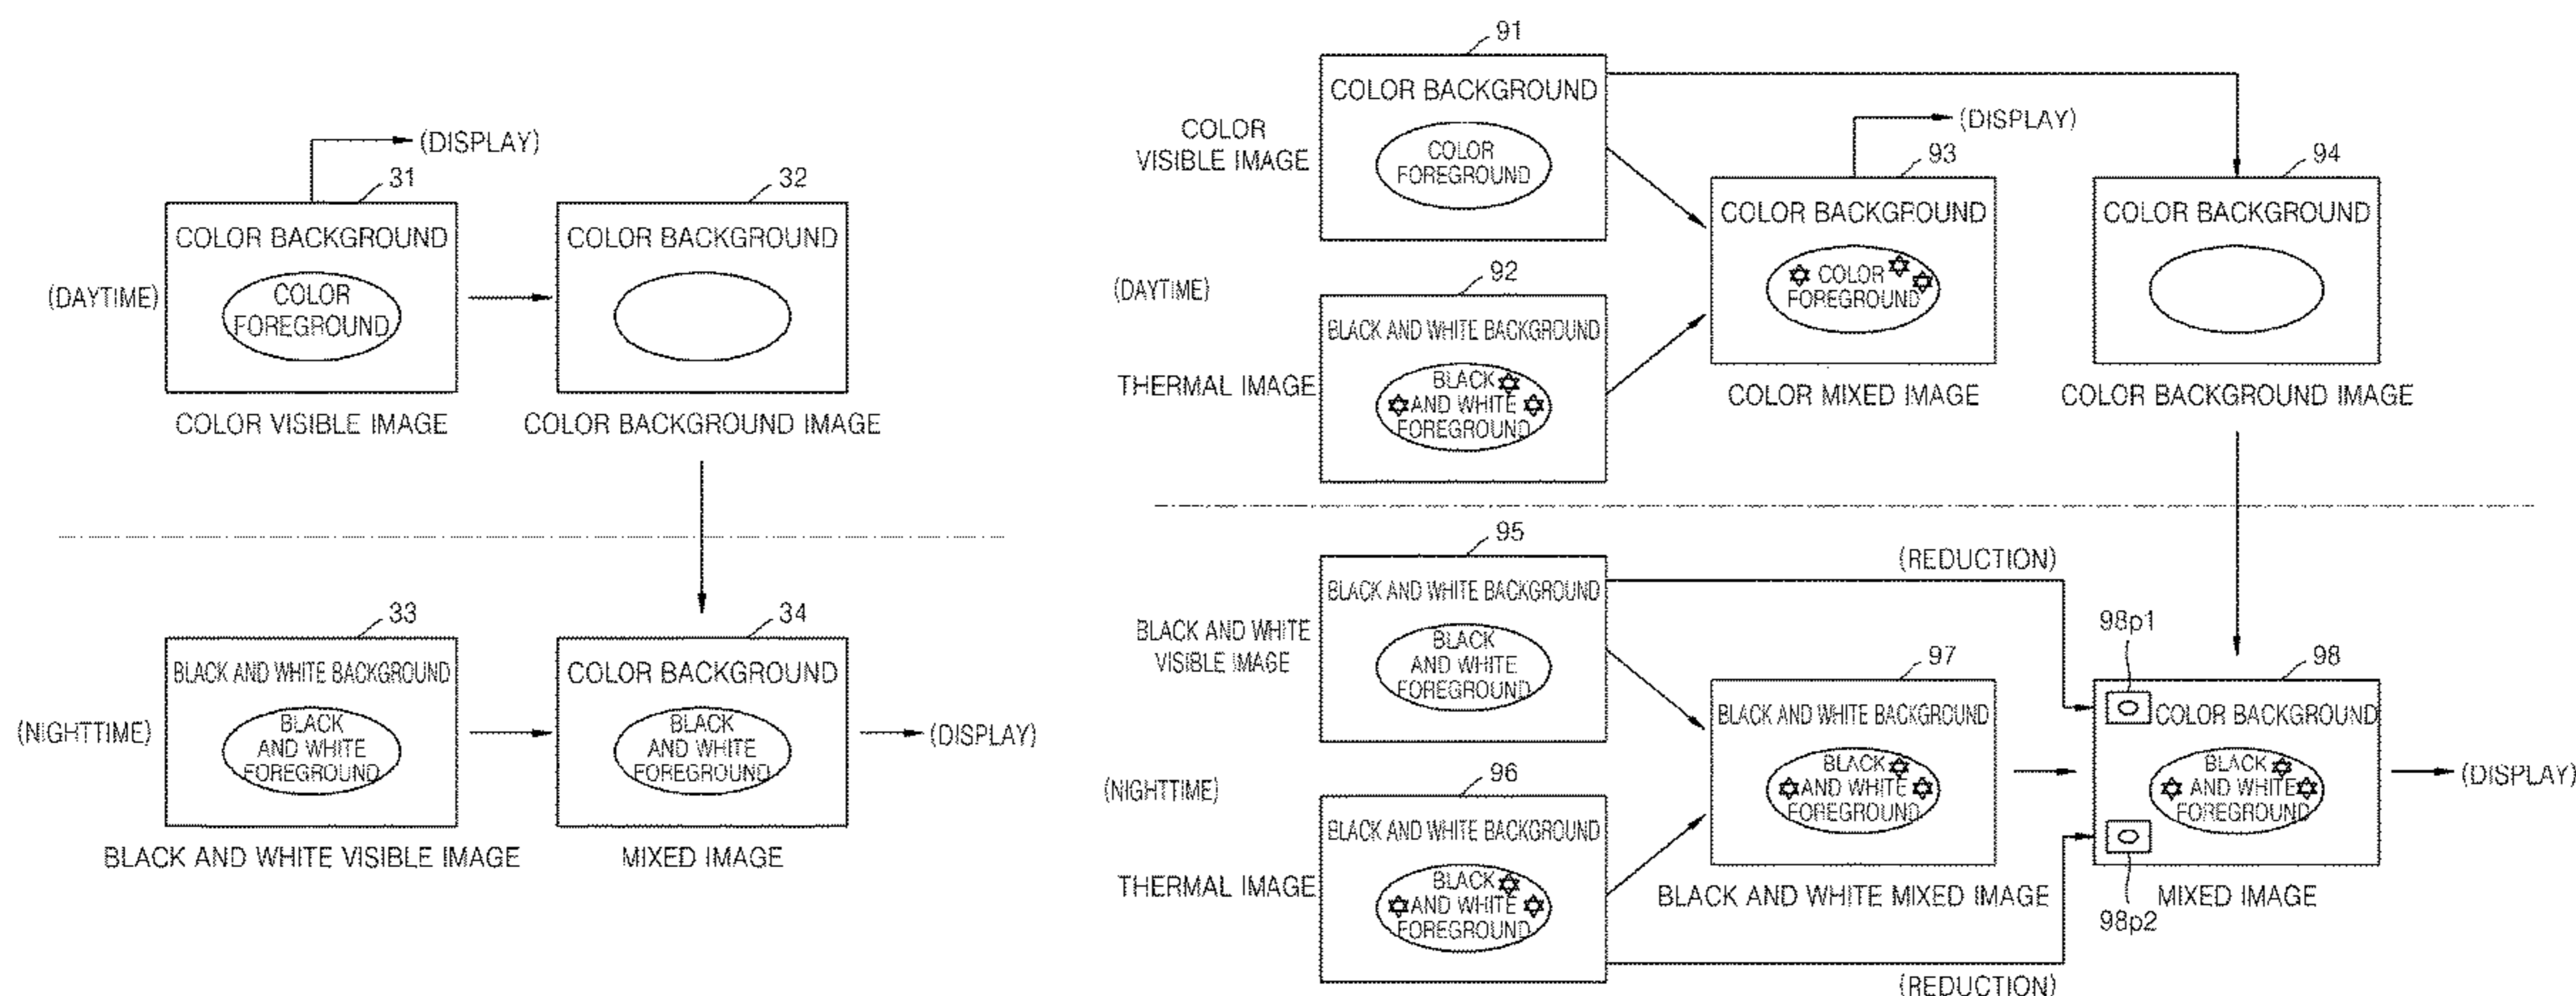 (DISPLAY)
31
32
COLOR BACKGROUND
COLOR
FOREGROUND
COLOR BACKGROUND
(DAYTIME)
COLOR VISIBLE IMAGE
COLOR BACKGROUND IMAGE
33
34
BLACK AND WHITE BACKGROUND
BLACK
AND WHITE
FOREGROUND
COLOR BACKGROUND
BLACK
AND WHITE
FOREGROUND
(NIGHTTIME)
(DISPLAY)
BLACK AND WHITE VISIBLE IMAGE
MIXED IMAGE
91
COLOR BACKGROUND
COLOR
FOREGROUND
COLOR
VISIBLE IMAGE
(DISPLAY)
93
94
COLOR BACKGROUND
COLOR
FOREGROUND
COLOR BACKGROUND
(DAYTIME)
92
BLACK AND WHITE BACKGROUND
BLACK
AND WHITE
FOREGROUND
THERMAL IMAGE
COLOR MIXED IMAGE
COLOR BACKGROUND IMAGE
95
(REDUCTION)
BLACK AND WHITE BACKGROUND
BLACK
AND WHITE
FOREGROUND
BLACK AND WHITE
VISIBLE IMAGE
98p1
97
98
BLACK AND WHITE BACKGROUND
BLACK
AND WHITE
FOREGROUND
COLOR BACKGROUND
BLACK
AND WHITE
FOREGROUND
(DISPLAY)
(NIGHTTIME)
96
BLACK AND WHITE BACKGROUND
BLACK
AND WHITE
FOREGROUND
THERMAL IMAGE
BLACK AND WHITE MIXED IMAGE
MIXED IMAGE
98p2
(REDUCTION)